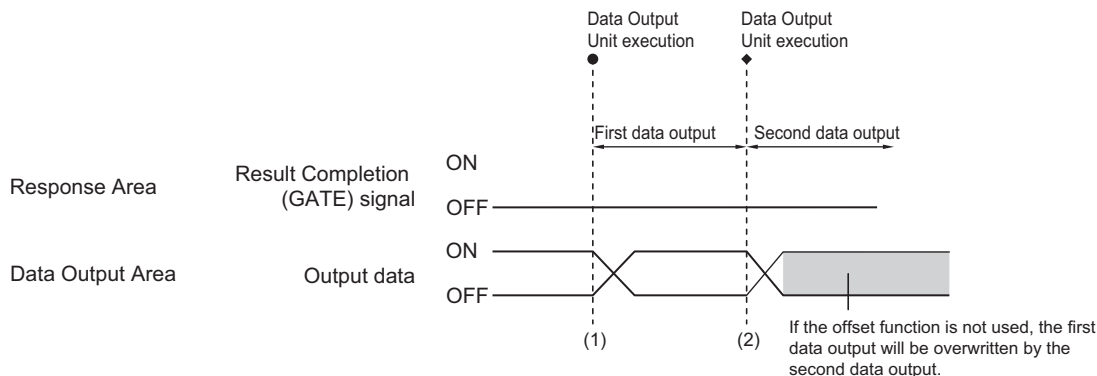 Data Output
Unit execution
Data Output
Unit execution
First data output
Second data output
Response Area
Result Completion
(GATE) signal
ON
OFF
Data Output Area
Output data
ON
OFF
(1)
(2)
If the offset function is not used, the first
data output will be overwritten by the
second data output.